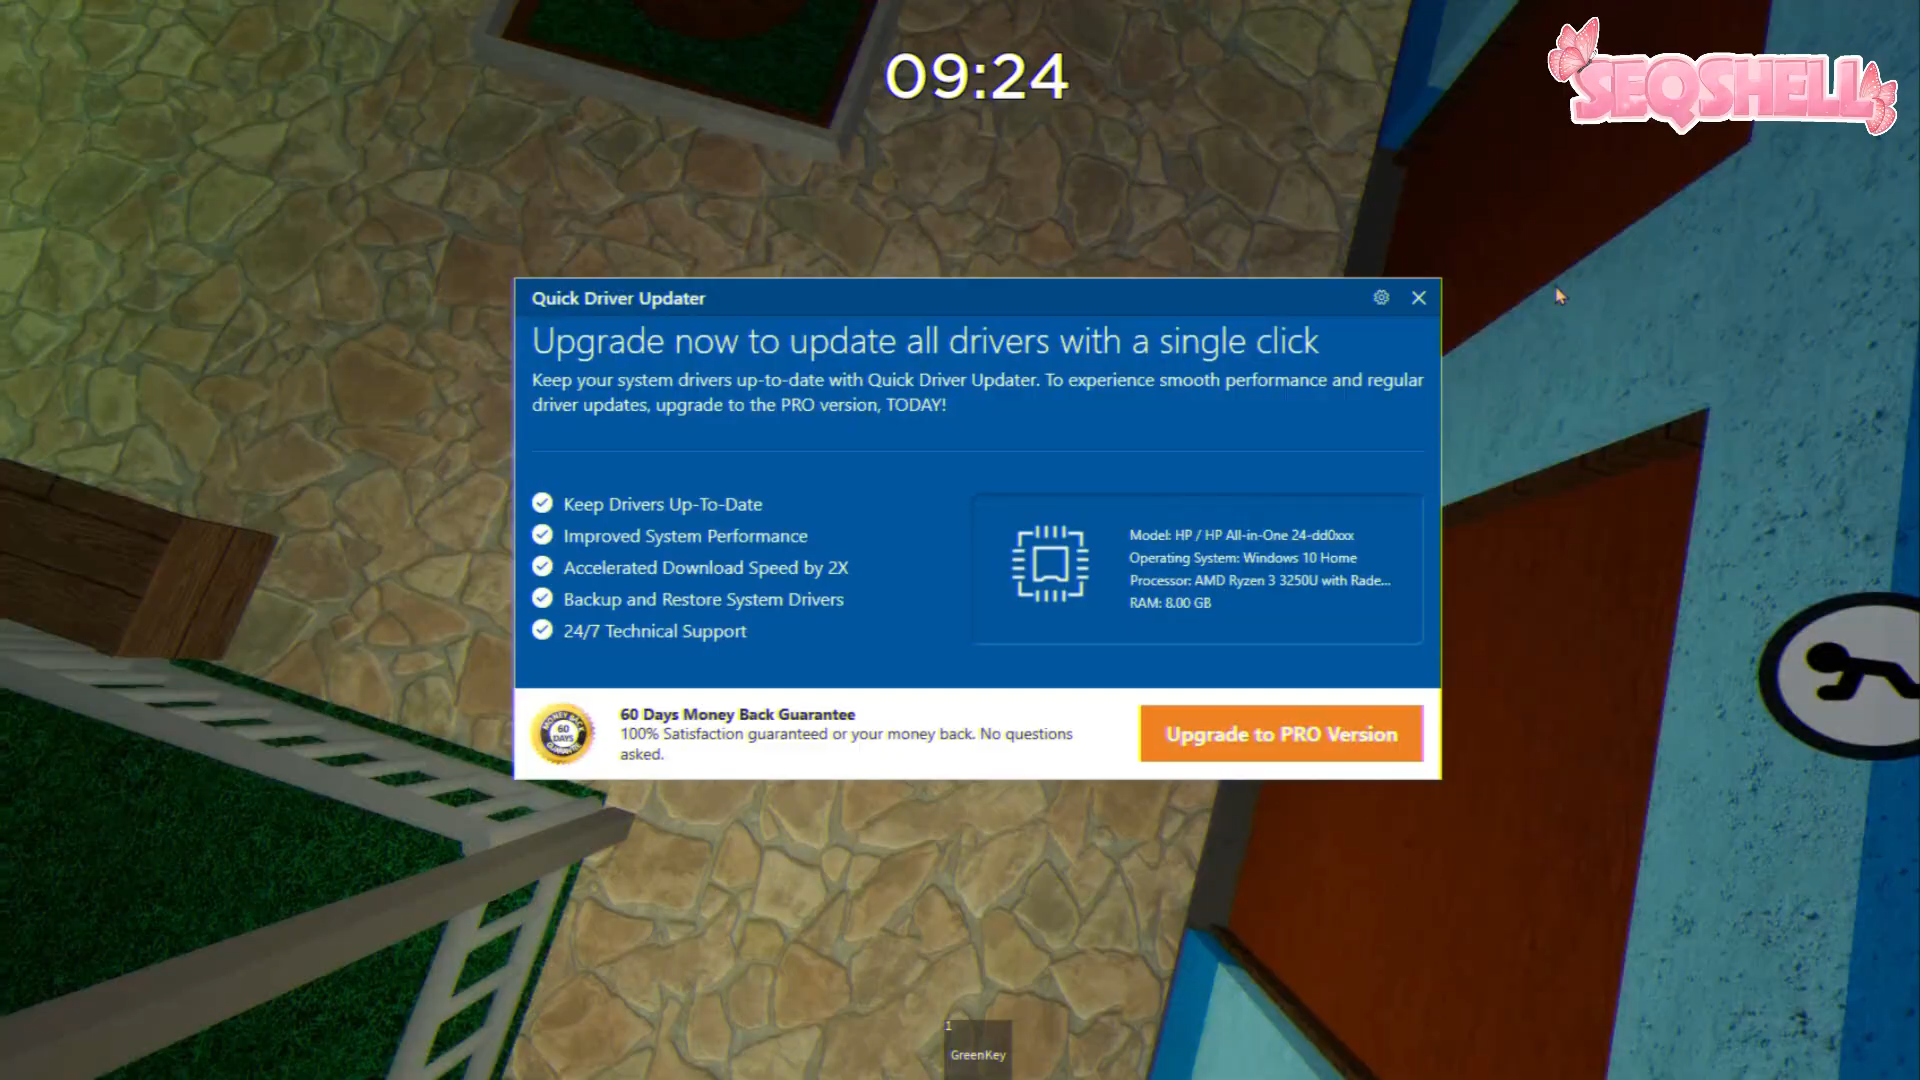 09:24
SEQSHELL
Quick Driver Updater
Upgrade now to update all drivers with a single click
Keep your system drivers up-to-date with Quick Driver Updater. To experience smooth performance and regular
driver updates, upgrade to the PRO version, TODAY!
Keep Drivers Up-To-Date
Improved System Performance
Accelerated Download Speed by 2X
Backup and Restore System Drivers
24/7 Technical Support
Model: HP / HP All-in-One 24-dd0xxx
Operating System: Windows 10 Home
Processor: AMD Ryzen 3 3250U with Rade...
RAM: 8.00 GB
MONEY BACK
60
DAYS
GUARANTEE
60 Days Money Back Guarantee
100% Satisfaction guaranteed or your money back. No questions
asked.
Upgrade to PRO Version
1
GreenKey